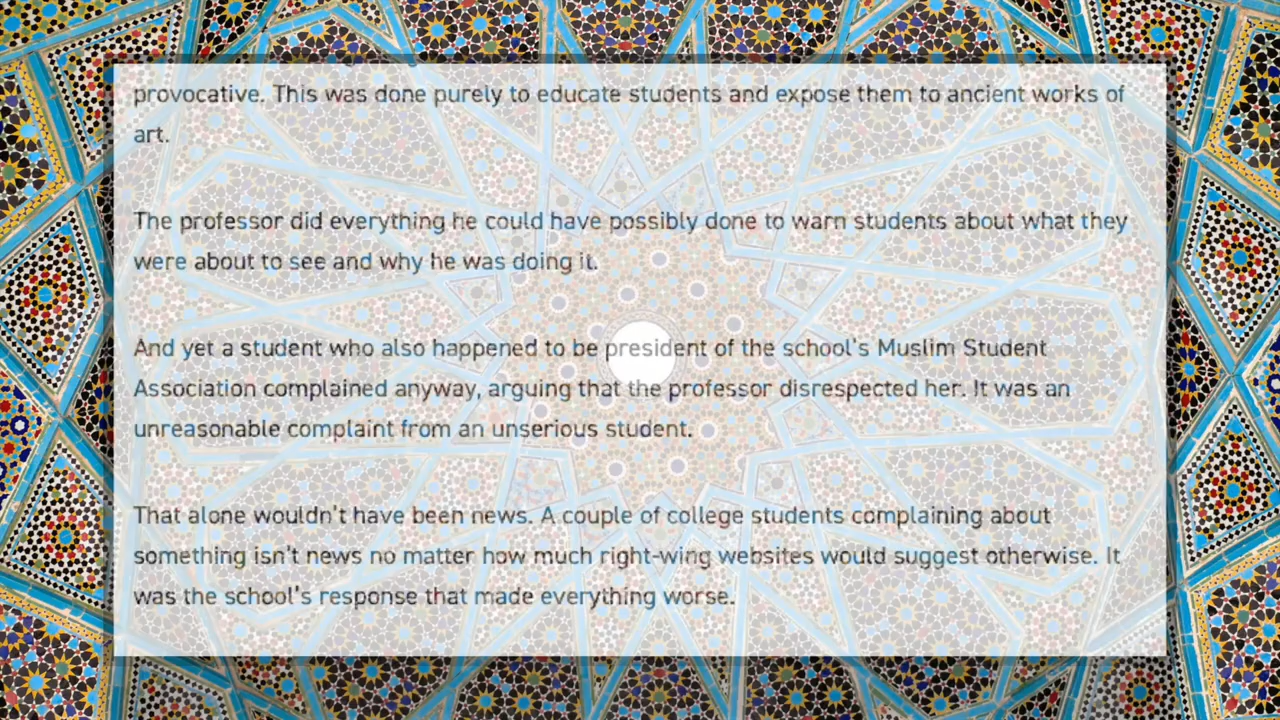 provocative. This was done purely to educate students and expose them to ancient works of
art.
The professor did everything he could have possibly done to warn students about what they
were about to see and why he was doing it.
And yet a student who also happened to be president of the school's Muslim Student
Association complained anyway, arguing that the professor disrespected her. It was an
unreasonable complaint from an unserious student.
That alone wouldn't have been news. A couple of college students complaining about
something isn't news no matter how much right-wing websites would suggest otherwise. It
was the school's response that made everything worse.